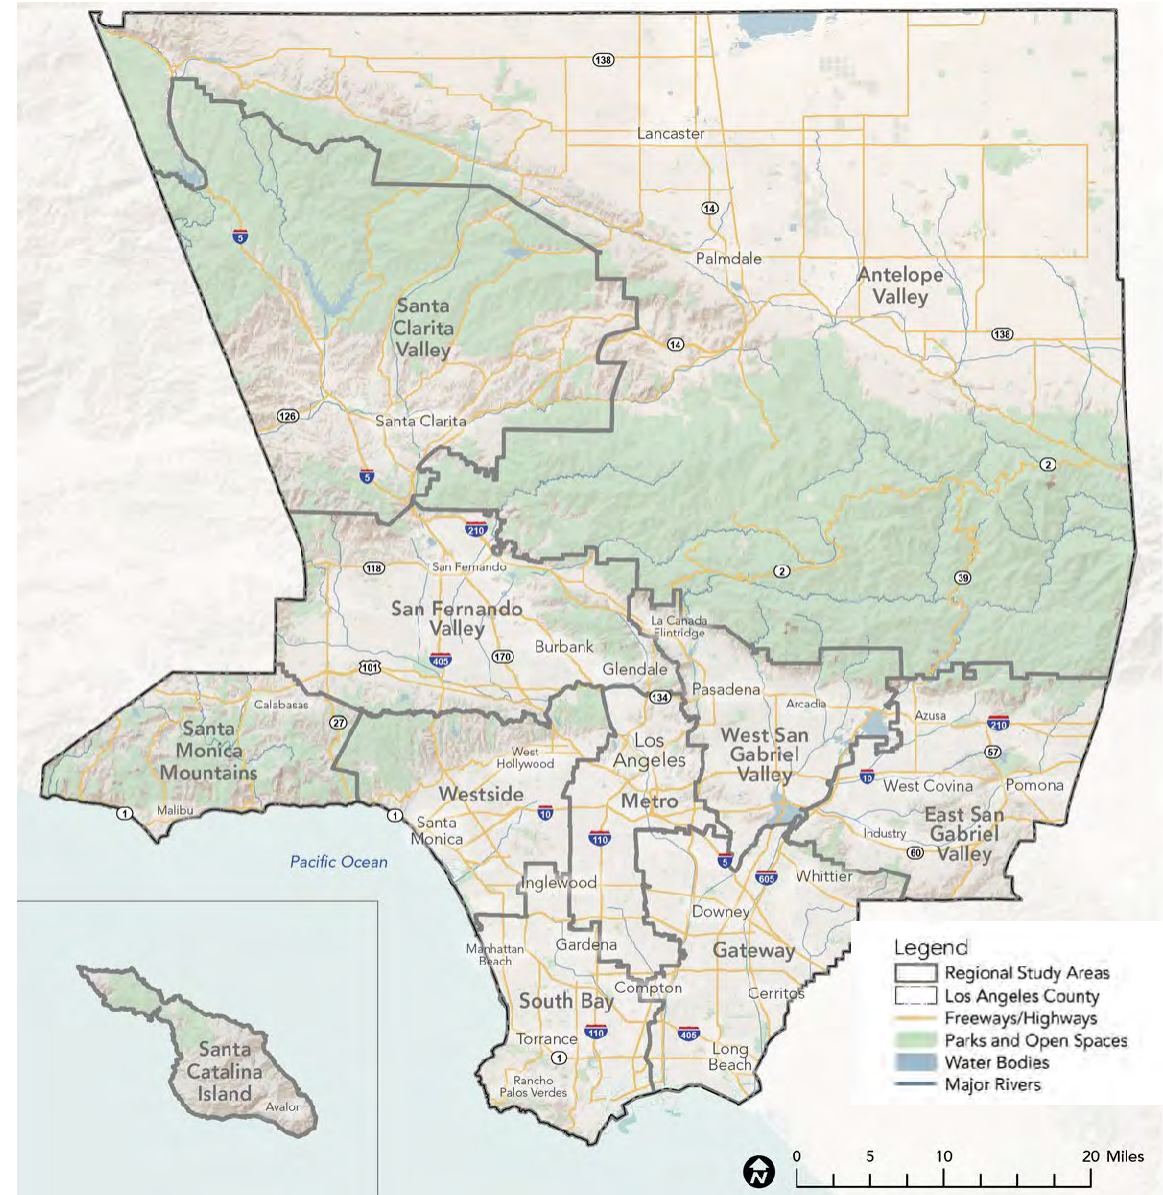 138
Lancaster
14
Palmdale
Antelope
Valley
5
Santa
Clarita
Valley
14
138
126
Santa Clarita
5
2
210
118
San Fernando
2
39
San Fernando
Valley
La Canada
Flintridge
Burbank
405
170
101
Glendale
134
Pasadena
Calabasas
Arcadia
Azusa
27
210
Santa
Monica
Mountains
Los
Angeles
West San
Gabriel
Valley
57
West
Hollywood
10
West Covina
Pomona
Westside
Metro
1
Malibu
1
10
Santa
Monica
110
East San
Gabriel
Valley
Industry
60
Pacific Ocean
5
605
Whittier
Inglewood
Downey
Manhattan
Beach
Gardena
Gateway
Compton
Cerritos
South Bay
110
405
Torrance
1
Long
Beach
Rancho
Palos Verdes
Santa
Catalina
Island
Avalon
Legend
Regional Study Areas
Los Angeles County
Freeways/Highways
Parks and Open Spaces
Water Bodies
Major Rivers
N
0 5 10 20 Miles